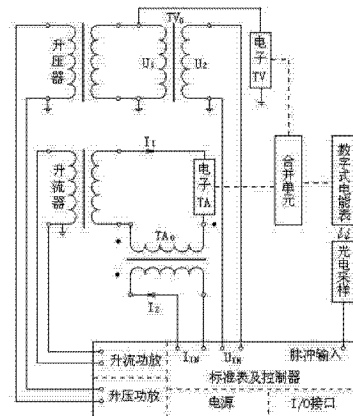 TV₀
升压器
U₁
U₂
电子
TV
I₁
升流器
电子
TA
合并单元
数字式电能表
TA₀
光电采样
I₂
升流功放
I_IN
U_IN
脉冲输入
标准表及控制器
升压功放
电源
I/O接口